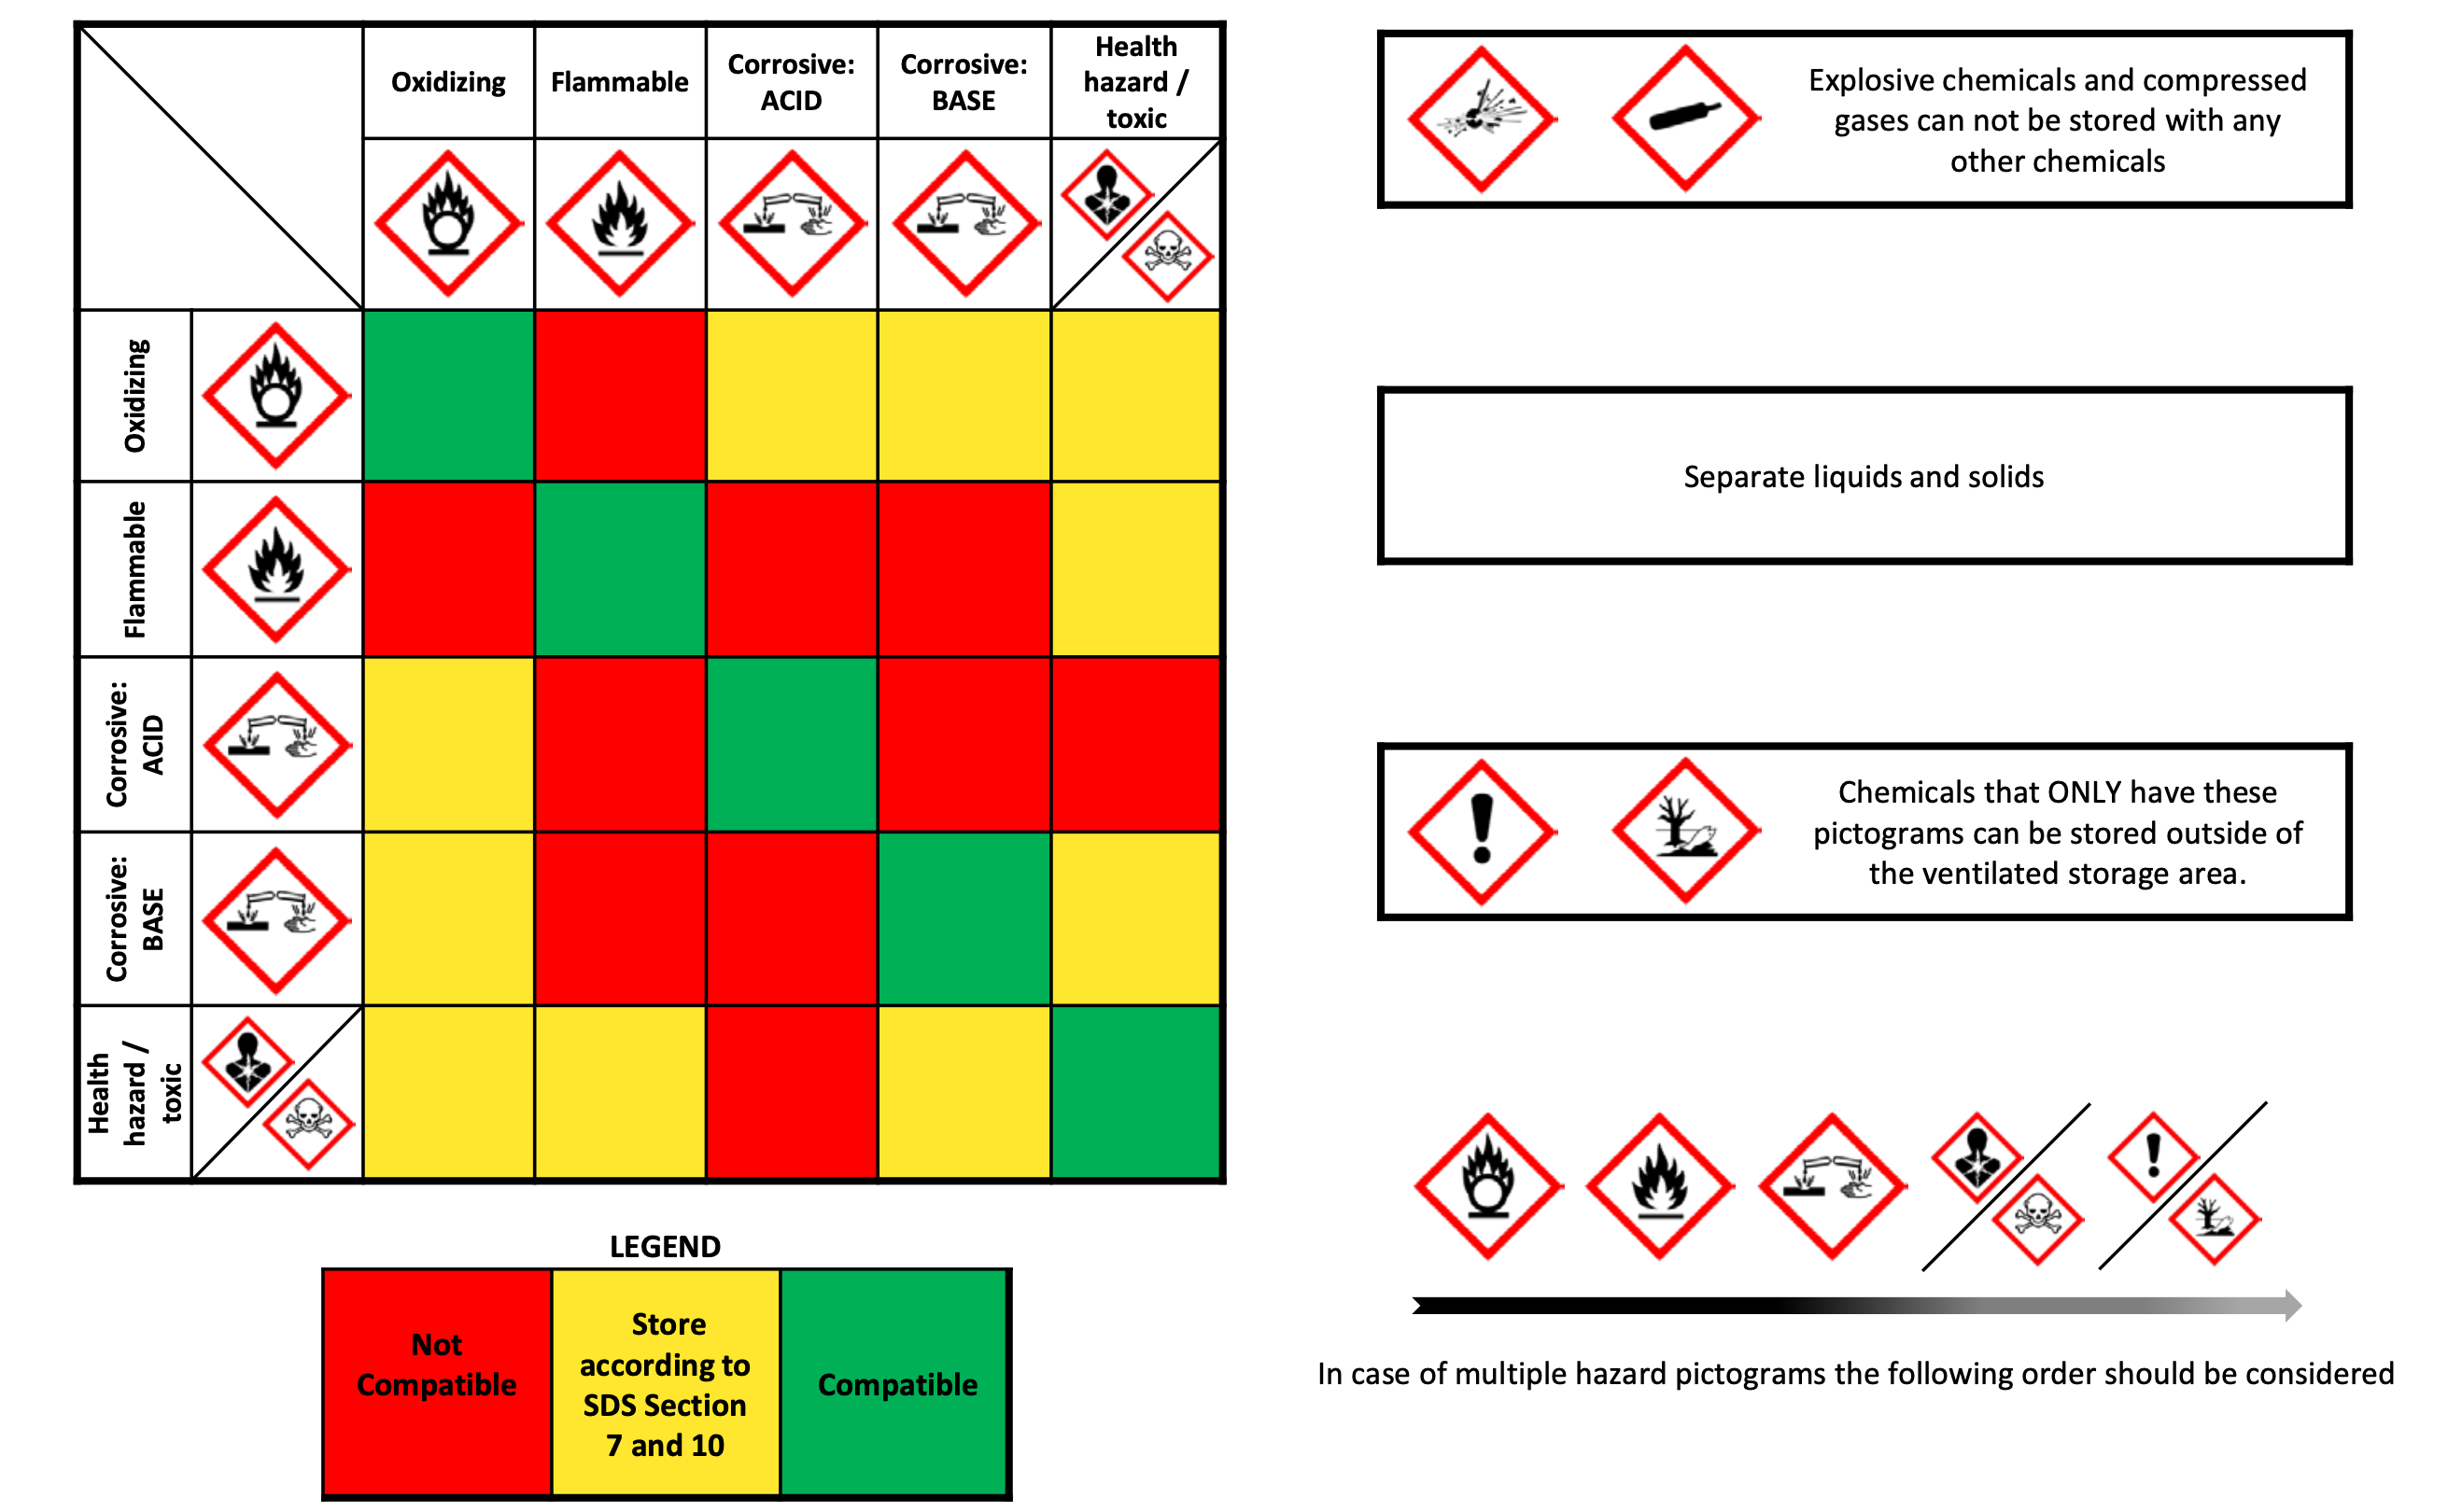 Oxidizing
Flammable
Corrosive:
ACID
Corrosive:
BASE
Health
hazard /
toxic
Oxidizing
Flammable
Corrosive:
ACID
Corrosive:
BASE
Health
hazard /
toxic
LEGEND
Not
Compatible
Store
according to
SDS Section
7 and 10
Compatible
Explosive chemicals and compressed
gases can not be stored with any
other chemicals
Separate liquids and solids
Chemicals that ONLY have these
pictograms can be stored outside of
the ventilated storage area.
In case of multiple hazard pictograms the following order should be considered